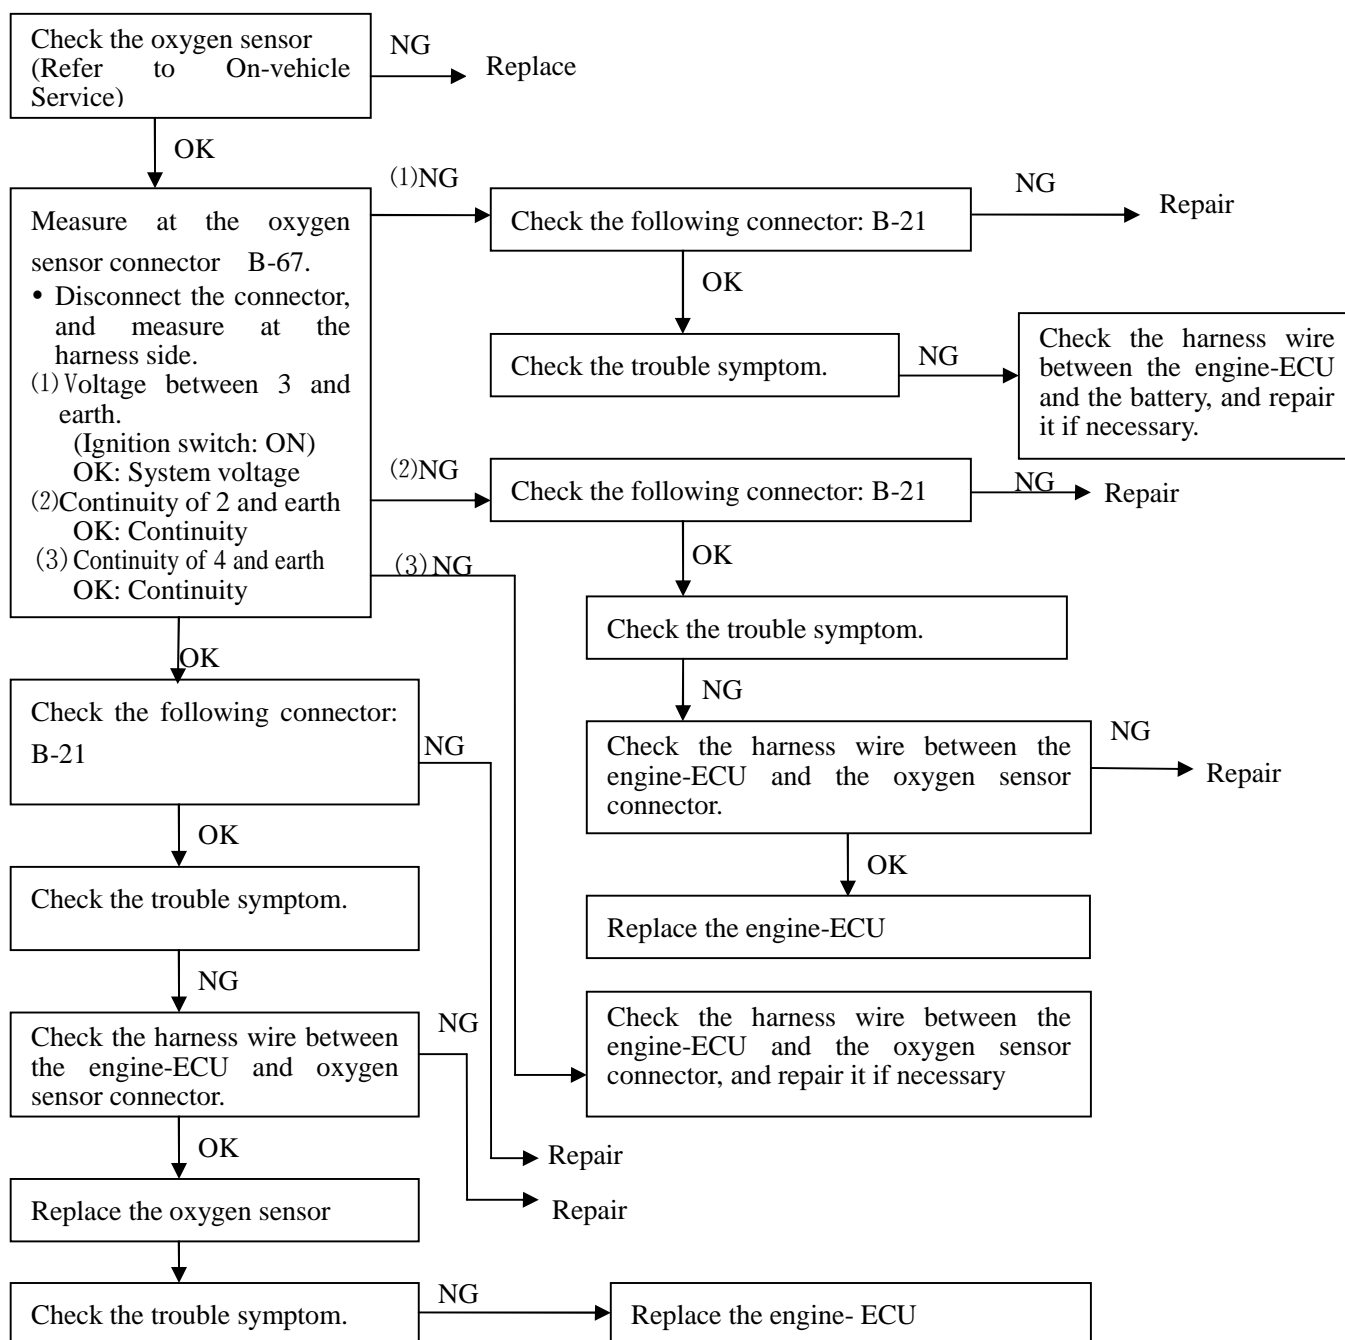 Check the oxygen sensor
(Refer to On-vehicle
Service)
NG
Replace
OK
Measure at the oxygen
sensor connector B-67.
• Disconnect the connector,
and measure at the
harness side.
(1) Voltage between 3 and
earth.
(Ignition switch: ON)
OK: System voltage
(2)Continuity of 2 and earth
OK: Continuity
(3) Continuity of 4 and earth
OK: Continuity
(1)NG
Check the following connector: B-21
NG
Repair
OK
Check the trouble symptom.
NG
Check the harness wire
between the engine-ECU
and the battery, and repair
it if necessary.
(2)NG
Check the following connector: B-21
NG
Repair
OK
Check the trouble symptom.
NG
Check the harness wire between the
engine-ECU and the oxygen sensor
connector.
NG
Repair
OK
Replace the engine-ECU
(3) NG
Check the harness wire between the
engine-ECU and the oxygen sensor
connector, and repair it if necessary
OK
Check the following connector:
B-21
NG
Repair
OK
Check the trouble symptom.
NG
Check the harness wire between
the engine-ECU and oxygen
sensor connector.
NG
Repair
OK
Replace the oxygen sensor
Check the trouble symptom.
NG
Replace the engine- ECU